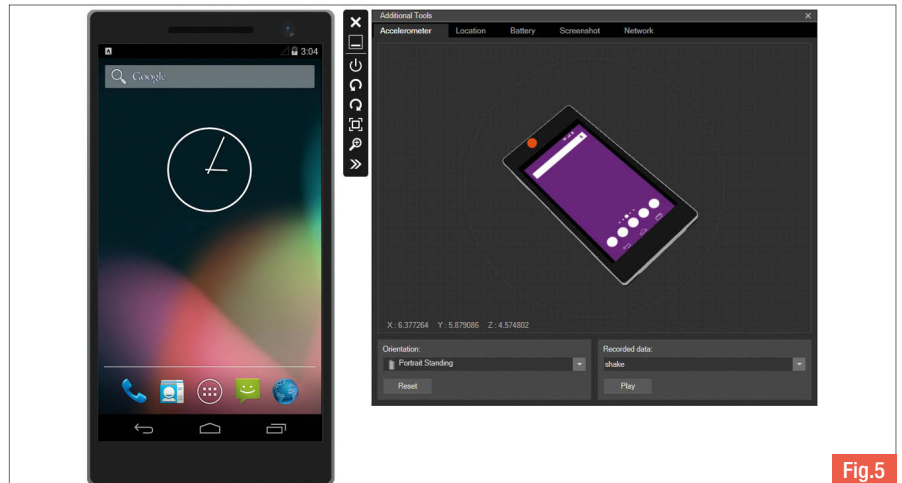 3:04
Google
Additional Tools
Accelerometer Location Battery Screenshot Network
X : 6.377264 Y : 5.879086 Z : 4.574802
Orientation:
Portrait Standing
Reset
Recorded data:
shake
Play
Fig.5